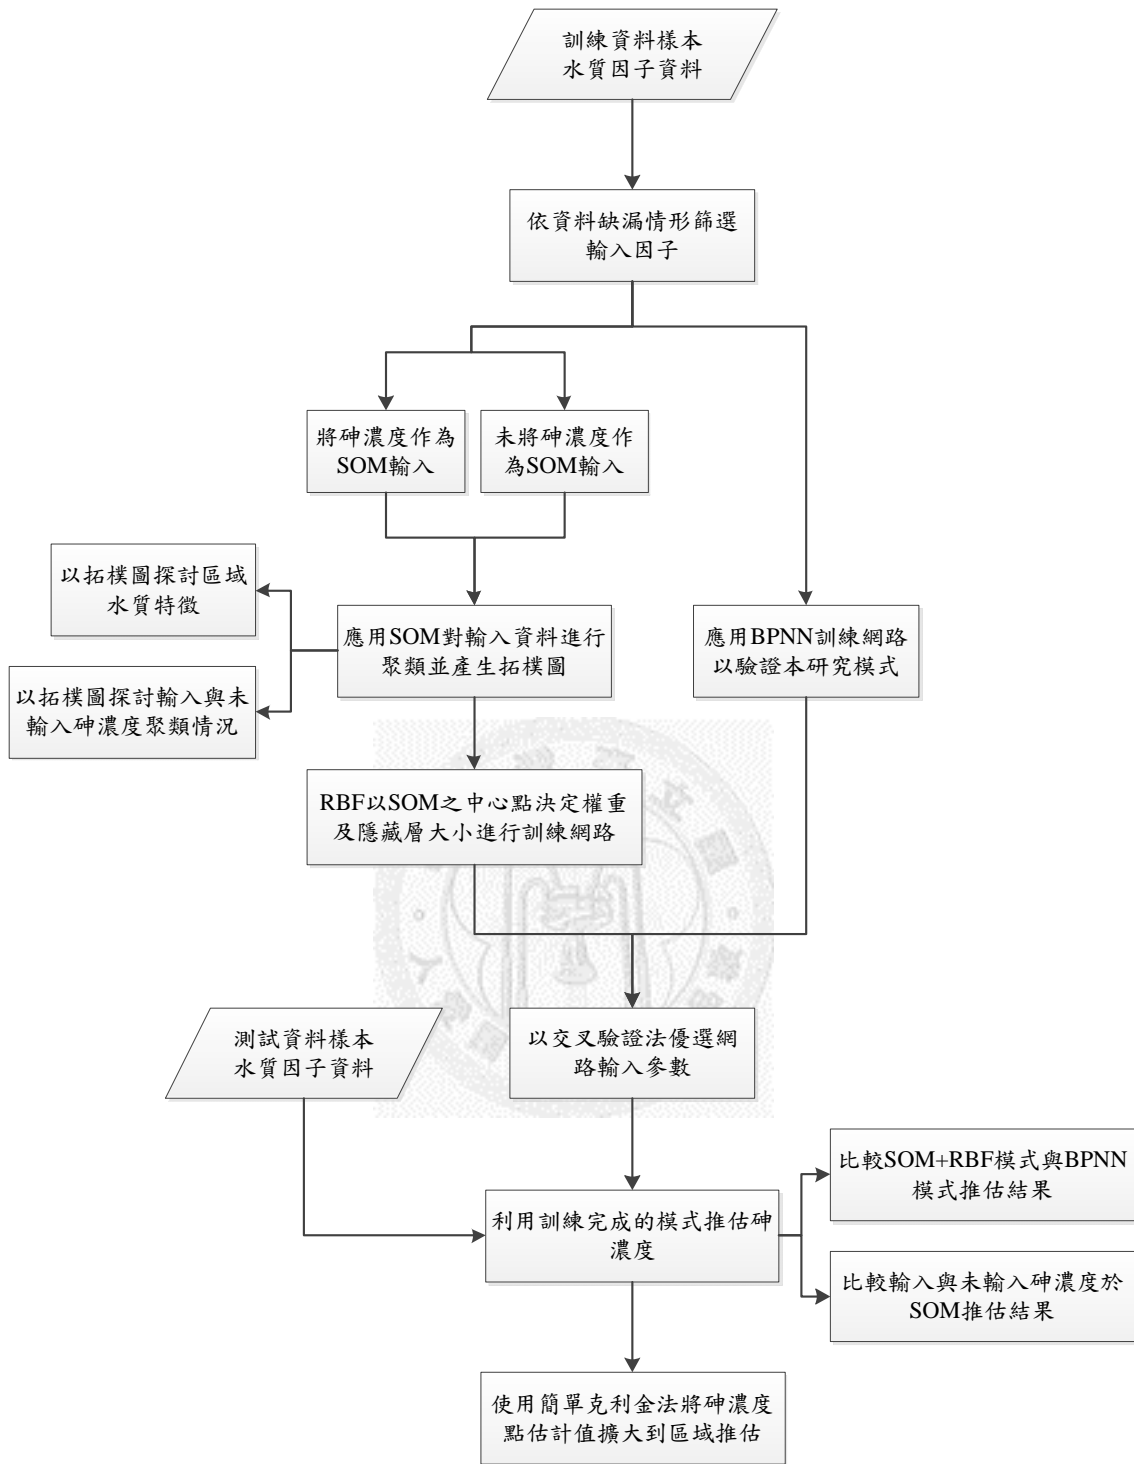 訓練資料樣本
水質因子資料
依資料缺漏情形篩選
輸入因子
將砷濃度作為
SOM輸入
未將砷濃度作
為SOM輸入
以拓樸圖探討區域
水質特徵
以拓樸圖探討輸入與未
輸入砷濃度聚類情況
應用SOM對輸入資料進行
聚類並產生拓樸圖
應用BPNN訓練網路
以驗證本研究模式
RBF以SOM之中心點決定權重
及隱藏層大小進行訓練網路
測試資料樣本
水質因子資料
以交叉驗證法優選網
路輸入參數
利用訓練完成的模式推估砷
濃度
比較SOM+RBF模式與BPNN
模式推估結果
比較輸入與未輸入砷濃度於
SOM推估結果
使用簡單克利金法將砷濃度
點估計值擴大到區域推估